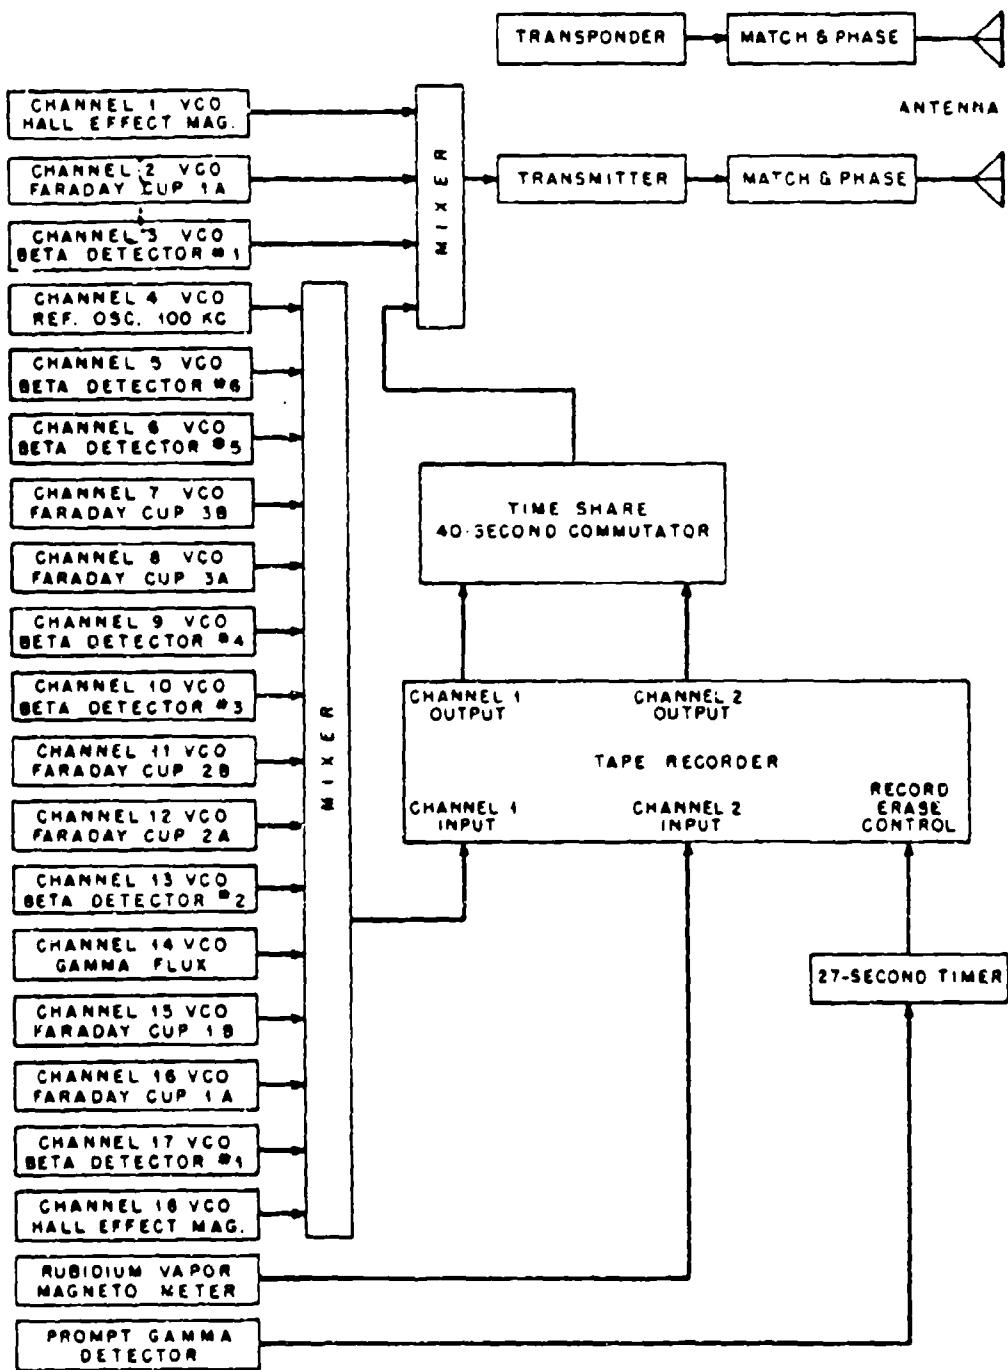 TRANSPONDER
MATCH & PHASE
ANTENNA
CHANNEL 1 VCO
HALL EFFECT MAG.
CHANNEL 2 VCO
FARADAY CUP 1A
CHANNEL 3 VCO
BETA DETECTOR #1
MIXER
TRANSMITTER
MATCH & PHASE
CHANNEL 4 VCO
REF. OSC. 100 KC
CHANNEL 5 VCO
BETA DETECTOR #6
CHANNEL 6 VCO
BETA DETECTOR #5
CHANNEL 7 VCO
FARADAY CUP 3B
CHANNEL 8 VCO
FARADAY CUP 3A
CHANNEL 9 VCO
BETA DETECTOR #4
CHANNEL 10 VCO
BETA DETECTOR #3
CHANNEL 11 VCO
FARADAY CUP 2B
CHANNEL 12 VCO
FARADAY CUP 2A
CHANNEL 13 VCO
BETA DETECTOR #2
CHANNEL 14 VCO
GAMMA FLUX
CHANNEL 15 VCO
FARADAY CUP 1B
CHANNEL 16 VCO
FARADAY CUP 1A
CHANNEL 17 VCO
BETA DETECTOR #1
CHANNEL 18 VCO
HALL EFFECT MAG.
MIXER
RUBIDIUM VAPOR
MAGNETO METER
PROMPT GAMMA
DETECTOR
TIME SHARE
40-SECOND COMMUTATOR
CHANNEL 1
OUTPUT
CHANNEL 2
OUTPUT
TAPE RECORDER
CHANNEL 1
INPUT
CHANNEL 2
INPUT
RECORD
ERASE
CONTROL
27-SECOND TIMER